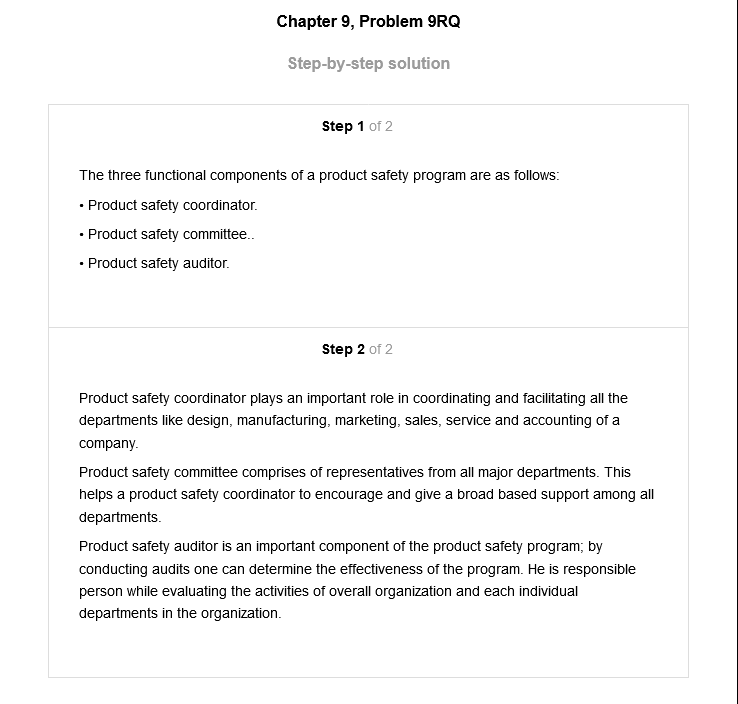 Chapter 9, Problem 9RQ
Step-by-step solution
Step 1 of 2
The three functional components of a product safety program are as follows:
• Product safety coordinator.
• Product safety committee..
• Product safety auditor.
Step 2 of 2
Product safety coordinator plays an important role in coordinating and facilitating all the
departments like design, manufacturing, marketing, sales, service and accounting of a
company.
Product safety committee comprises of representatives from all major departments. This
helps a product safety coordinator to encourage and give a broad based support among all
departments.
Product safety auditor is an important component of the product safety program; by
conducting audits one can determine the effectiveness of the program. He is responsible
person while evaluating the activities of overall organization and each individual
departments in the organization.